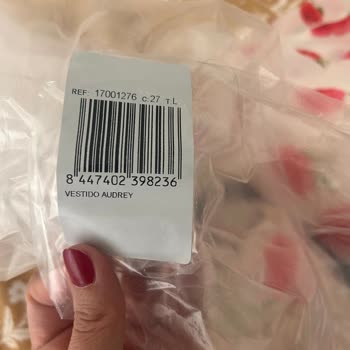 REF: 17001276 C:27 T.L
8 447402 398236
VESTIDO AUDREY